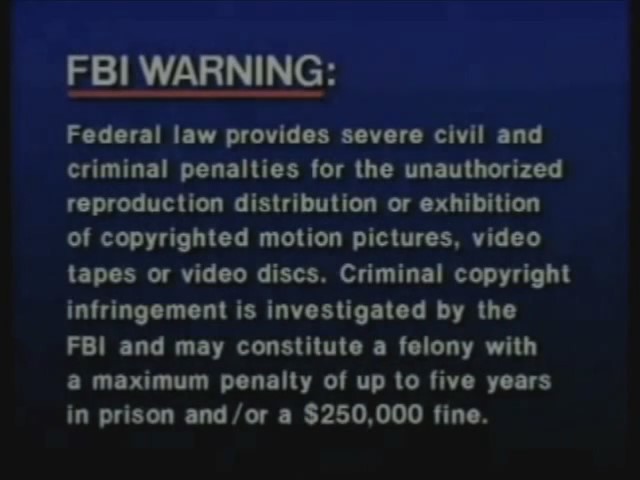 FBI WARNING:
Federal law provides severe civil and
criminal penalties for the unauthorized
reproduction distribution or exhibition
of copyrighted motion pictures, video
tapes or video discs. Criminal copyright
infringement is investigated by the
FBI and may constitute a felony with
a maximum penalty of up to five years
in prison and/or a $250,000 fine.